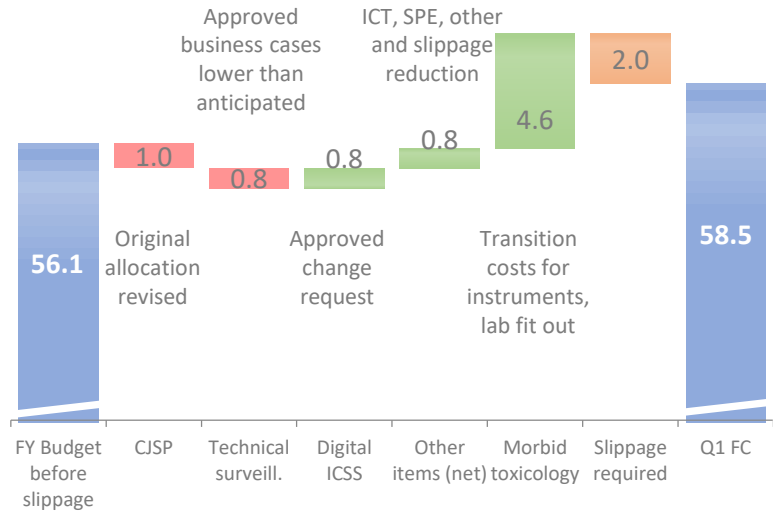 Approved
business cases
lower than
anticipated
ICT, SPE, other
and slippage
reduction
56.1
1.0
0.8
0.8
0.8
4.6
2.0
58.5
Original
allocation
revised
Approved
change
request
Transition
costs for
instruments,
lab fit out
FY Budget
before
slippage
CJSP
Technical
surveill.
Digital
ICSS
Other
items (net)
Morbid
toxicology
Slippage
required
Q1 FC